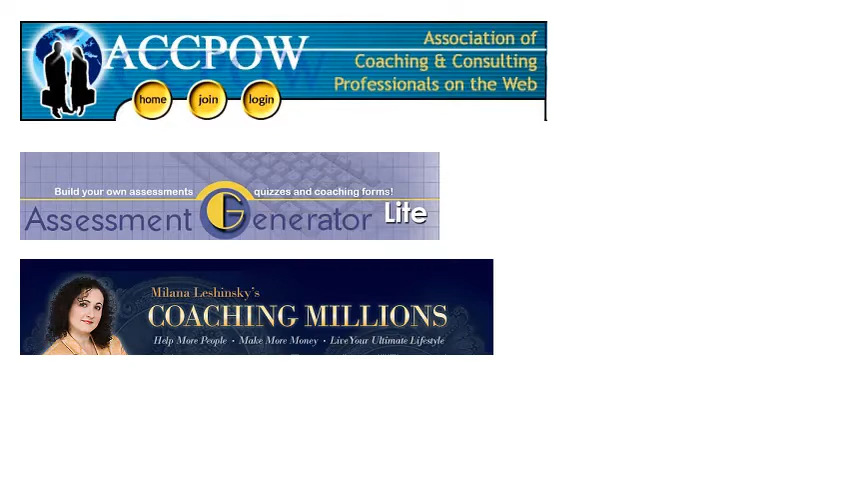 ACCPOW
Association of
Coaching & Consulting
Professionals on the Web
home join login
Build your own assessments quizzes and coaching forms!
Assessment Generator Lite
Milana Leshinsky's
COACHING MILLIONS
Help More People · Make More Money · Live Your Ultimate Lifestyle